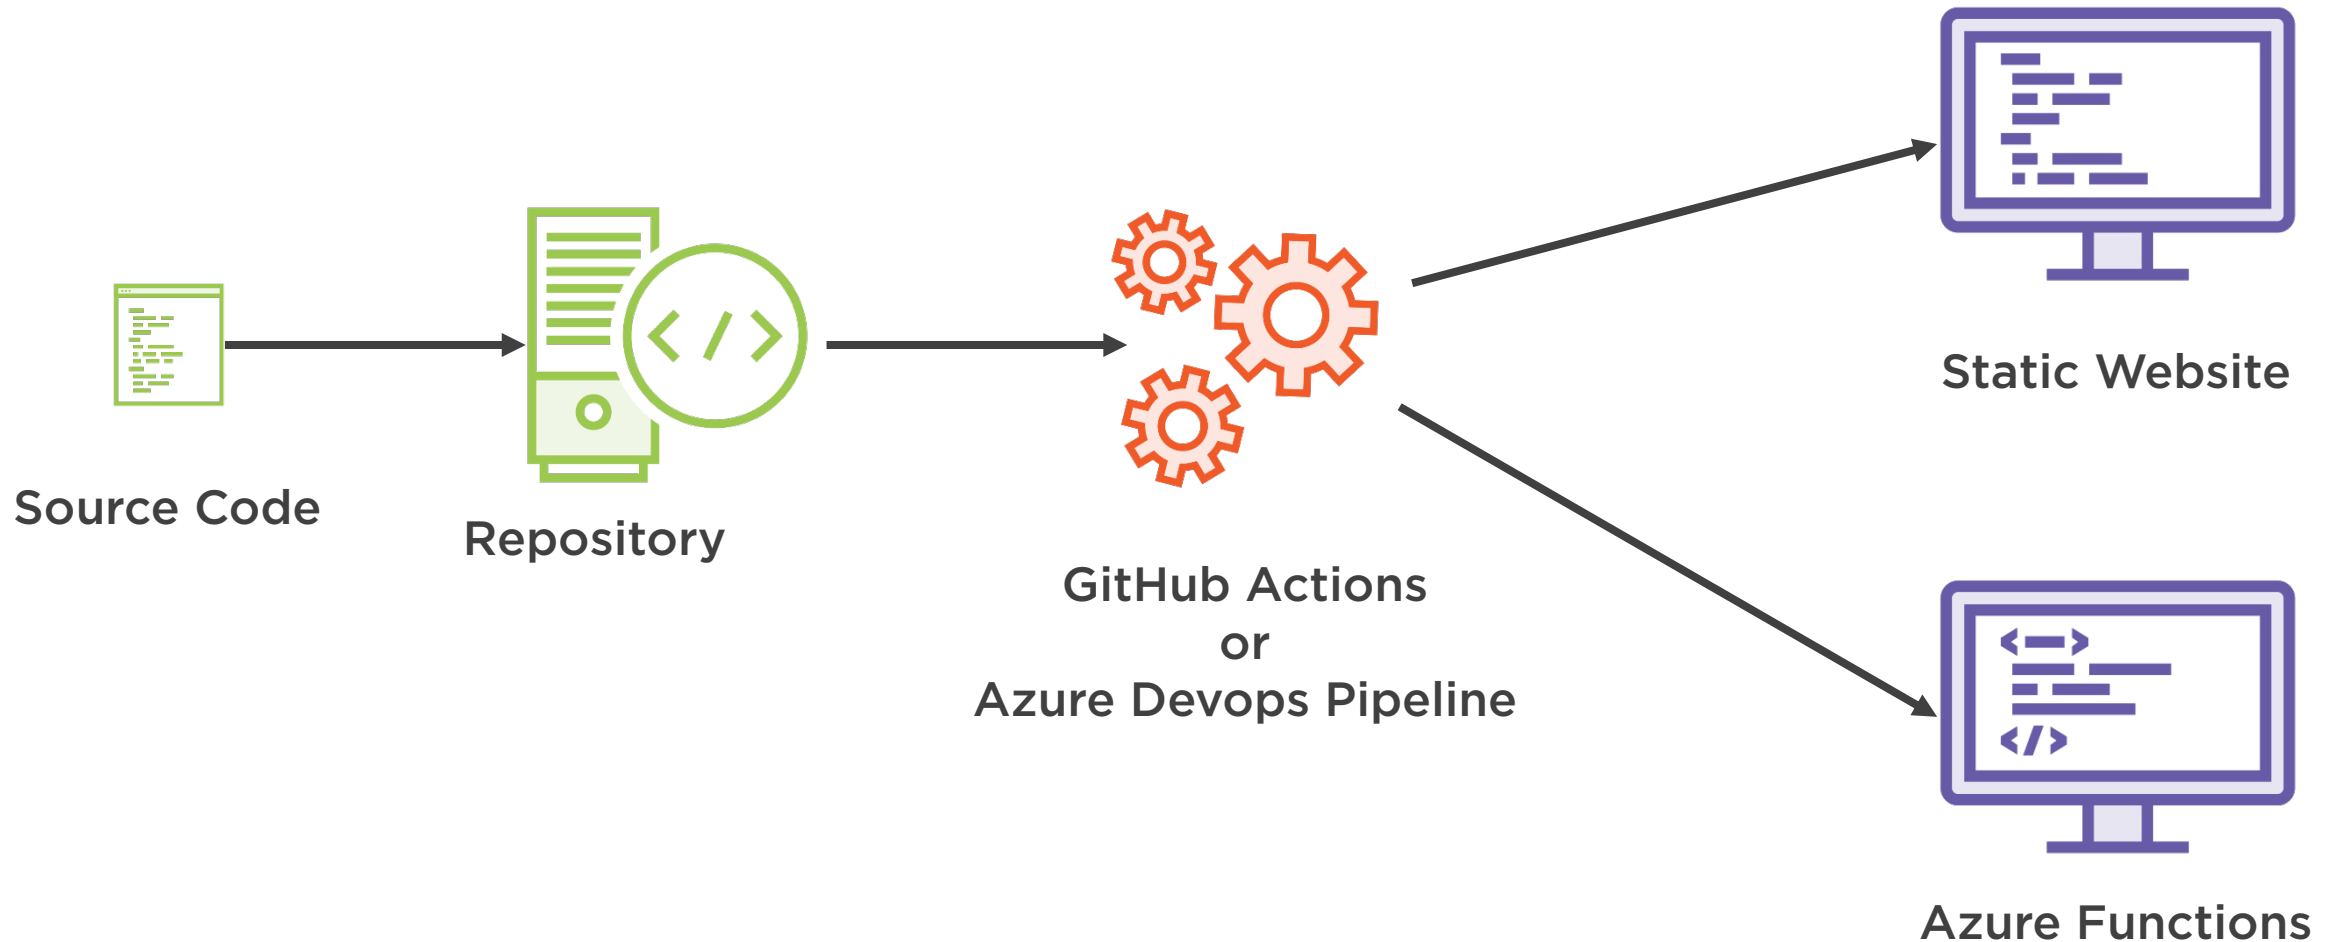 Source Code
Repository
GitHub Actions
or
Azure Devops Pipeline
Static Website
Azure Functions